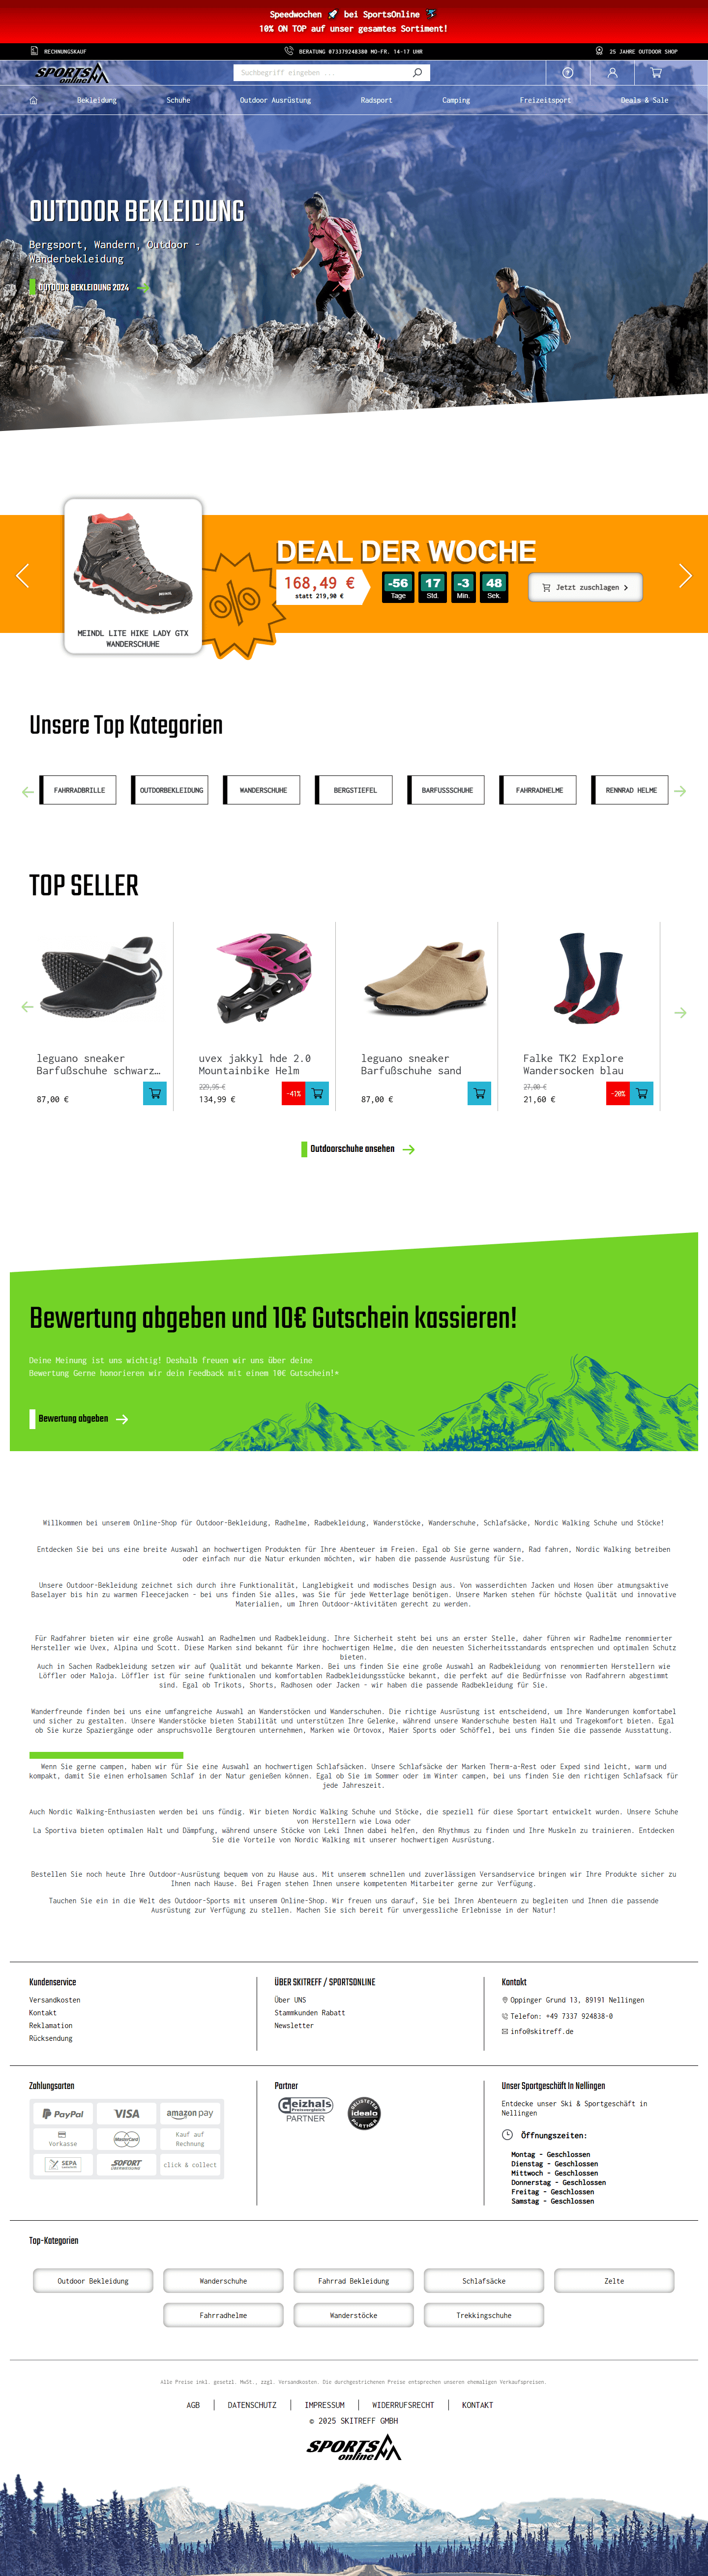 Speedwochen 🚀 bei SportsOnline 🚀
10% ON TOP auf unser gesamtes Sortiment!
RECHNUNGSKAUF
BERATUNG 073379248380 MO-FR. 14-17 UHR
25 JAHRE OUTDOOR SHOP
SPORTS online
Suchbegriff eingeben ...
Bekleidung
Schuhe
Outdoor Ausrüstung
Radsport
Camping
Freizeitsport
Deals & Sale
OUTDOOR BEKLEIDUNG
Bergsport, Wandern, Outdoor -
Wanderbekleidung
OUTDOOR BEKLEIDUNG 2024
DEAL DER WOCHE
168,49 €
statt 219,90 €
-56 17 -3 48
Tage Std. Min. Sek.
Jetzt zuschlagen
%
MEINDL
MEINDL LITE HIKE LADY GTX
WANDERSCHUHE
Unsere Top Kategorien
FAHRRADBRILLE
OUTDORBEKLEIDUNG
WANDERSCHUHE
BERGSTIEFEL
BARFUSSSCHUHE
FAHRRADHELME
RENNRAD HELME
TOP SELLER
leguano sneaker
Barfußschuhe schwarz…
87,00 €
uvex jakkyl hde 2.0
Mountainbike Helm
229,95 €
134,99 €
-41%
leguano sneaker
Barfußschuhe sand
87,00 €
Falke TK2 Explore
Wandersocken blau
27,00 €
21,60 €
-20%
Outdoorschuhe ansehen
Bewertung abgeben und 10€ Gutschein kassieren!
Deine Meinung ist uns wichtig! Deshalb freuen wir uns über deine
Bewertung Gerne honorieren wir dein Feedback mit einem 10€ Gutschein!*
Bewertung abgeben
Willkommen bei unserem Online-Shop für Outdoor-Bekleidung, Radhelme, Radbekleidung, Wanderstöcke, Wanderschuhe, Schlafsäcke, Nordic Walking Schuhe und Stöcke!
Entdecken Sie bei uns eine breite Auswahl an hochwertigen Produkten für Ihre Abenteuer im Freien. Egal ob Sie gerne wandern, Rad fahren, Nordic Walking betreiben
oder einfach nur die Natur erkunden möchten, wir haben die passende Ausrüstung für Sie.
Unsere Outdoor-Bekleidung zeichnet sich durch ihre Funktionalität, Langlebigkeit und modisches Design aus. Von wasserdichten Jacken und Hosen über atmungsaktive
Baselayer bis hin zu warmen Fleecejacken - bei uns finden Sie alles, was Sie für jede Wetterlage benötigen. Unsere Marken stehen für höchste Qualität und innovative
Materialien, um Ihren Outdoor-Aktivitäten gerecht zu werden.
Für Radfahrer bieten wir eine große Auswahl an Radhelmen und Radbekleidung. Ihre Sicherheit steht bei uns an erster Stelle, daher führen wir Radhelme renommierter
Hersteller wie Uvex, Alpina und Scott. Diese Marken sind bekannt für ihre hochwertigen Helme, die den neuesten Sicherheitsstandards entsprechen und optimalen Schutz
bieten.
Auch in Sachen Radbekleidung setzen wir auf Qualität und bekannte Marken. Bei uns finden Sie eine große Auswahl an Radbekleidung von renommierten Herstellern wie
Löffler oder Maloja. Löffler ist für seine funktionalen und komfortablen Radbekleidungsstücke bekannt, die perfekt auf die Bedürfnisse von Radfahrern abgestimmt
sind. Egal ob Trikots, Shorts, Radhosen oder Jacken - wir haben die passende Radbekleidung für Sie.
Wanderfreunde finden bei uns eine umfangreiche Auswahl an Wanderstöcken und Wanderschuhen. Die richtige Ausrüstung ist entscheidend, um Ihre Wanderungen komfortabel
und sicher zu gestalten. Unsere Wanderstöcke bieten Stabilität und unterstützen Ihre Gelenke, während unsere Wanderschuhe besten Halt und Tragekomfort bieten. Egal
ob Sie kurze Spaziergänge oder anspruchsvolle Bergtouren unternehmen, Marken wie Ortovox, Maier Sports oder Schöffel, bei uns finden Sie die passende Ausstattung.
Wenn Sie gerne campen, haben wir für Sie eine Auswahl an hochwertigen Schlafsäcken. Unsere Schlafsäcke der Marken Therm-a-Rest oder Exped sind leicht, warm und
kompakt, damit Sie einen erholsamen Schlaf in der Natur genießen können. Egal ob Sie im Sommer oder im Winter campen, bei uns finden Sie den richtigen Schlafsack für
jede Jahreszeit.
Auch Nordic Walking-Enthusiasten werden bei uns fündig. Wir bieten Nordic Walking Schuhe und Stöcke, die speziell für diese Sportart entwickelt wurden. Unsere Schuhe
von Herstellern wie Lowa oder
La Sportiva bieten optimalen Halt und Dämpfung, während unsere Stöcke von Leki Ihnen dabei helfen, den Rhythmus zu finden und Ihre Muskeln zu trainieren. Entdecken
Sie die Vorteile von Nordic Walking mit unserer hochwertigen Ausrüstung.
Bestellen Sie noch heute Ihre Outdoor-Ausrüstung bequem von zu Hause aus. Mit unserem schnellen und zuverlässigen Versandservice bringen wir Ihre Produkte sicher zu
Ihnen nach Hause. Bei Fragen stehen Ihnen unsere kompetenten Mitarbeiter gerne zur Verfügung.
Tauchen Sie ein in die Welt des Outdoor-Sports mit unserem Online-Shop. Wir freuen uns darauf, Sie bei Ihren Abenteuern zu begleiten und Ihnen die passende
Ausrüstung zur Verfügung zu stellen. Machen Sie sich bereit für unvergessliche Erlebnisse in der Natur!
Kundenservice
Versandkosten
Kontakt
Reklamation
Rücksendung
ÜBER SKITREFF / SPORTSONLINE
Über UNS
Stammkunden Rabatt
Newsletter
Kontakt
Oppinger Grund 13, 89191 Nellingen
Telefon: +49 7337 924838-0
info@skitreff.de
Zahlungsarten
PayPal
VISA
amazon pay
Vorkasse
MasterCard
Kauf auf
Rechnung
SEPA
SOFORT
ÜBERWEISUNG
click & collect
Partner
Geizhals
Preisvergleich
PARTNER
GELISTETER
idealo
PARTNER
Unser Sportgeschäft In Nellingen
Entdecke unser Ski & Sportgeschäft in
Nellingen
Öffnungszeiten:
Montag - Geschlossen
Dienstag - Geschlossen
Mittwoch - Geschlossen
Donnerstag - Geschlossen
Freitag - Geschlossen
Samstag - Geschlossen
Top-Kategorien
Outdoor Bekleidung
Wanderschuhe
Fahrrad Bekleidung
Schlafsäcke
Zelte
Fahrradhelme
Wanderstöcke
Trekkingschuhe
Alle Preise inkl. gesetzl. MwSt., zzgl. Versandkosten. Die durchgestrichenen Preise entsprechen unseren ehemaligen Verkaufspreisen.
AGB
DATENSCHUTZ
IMPRESSUM
WIDERRUFSRECHT
KONTAKT
© 2025 SKITREFF GMBH
SPORTS online